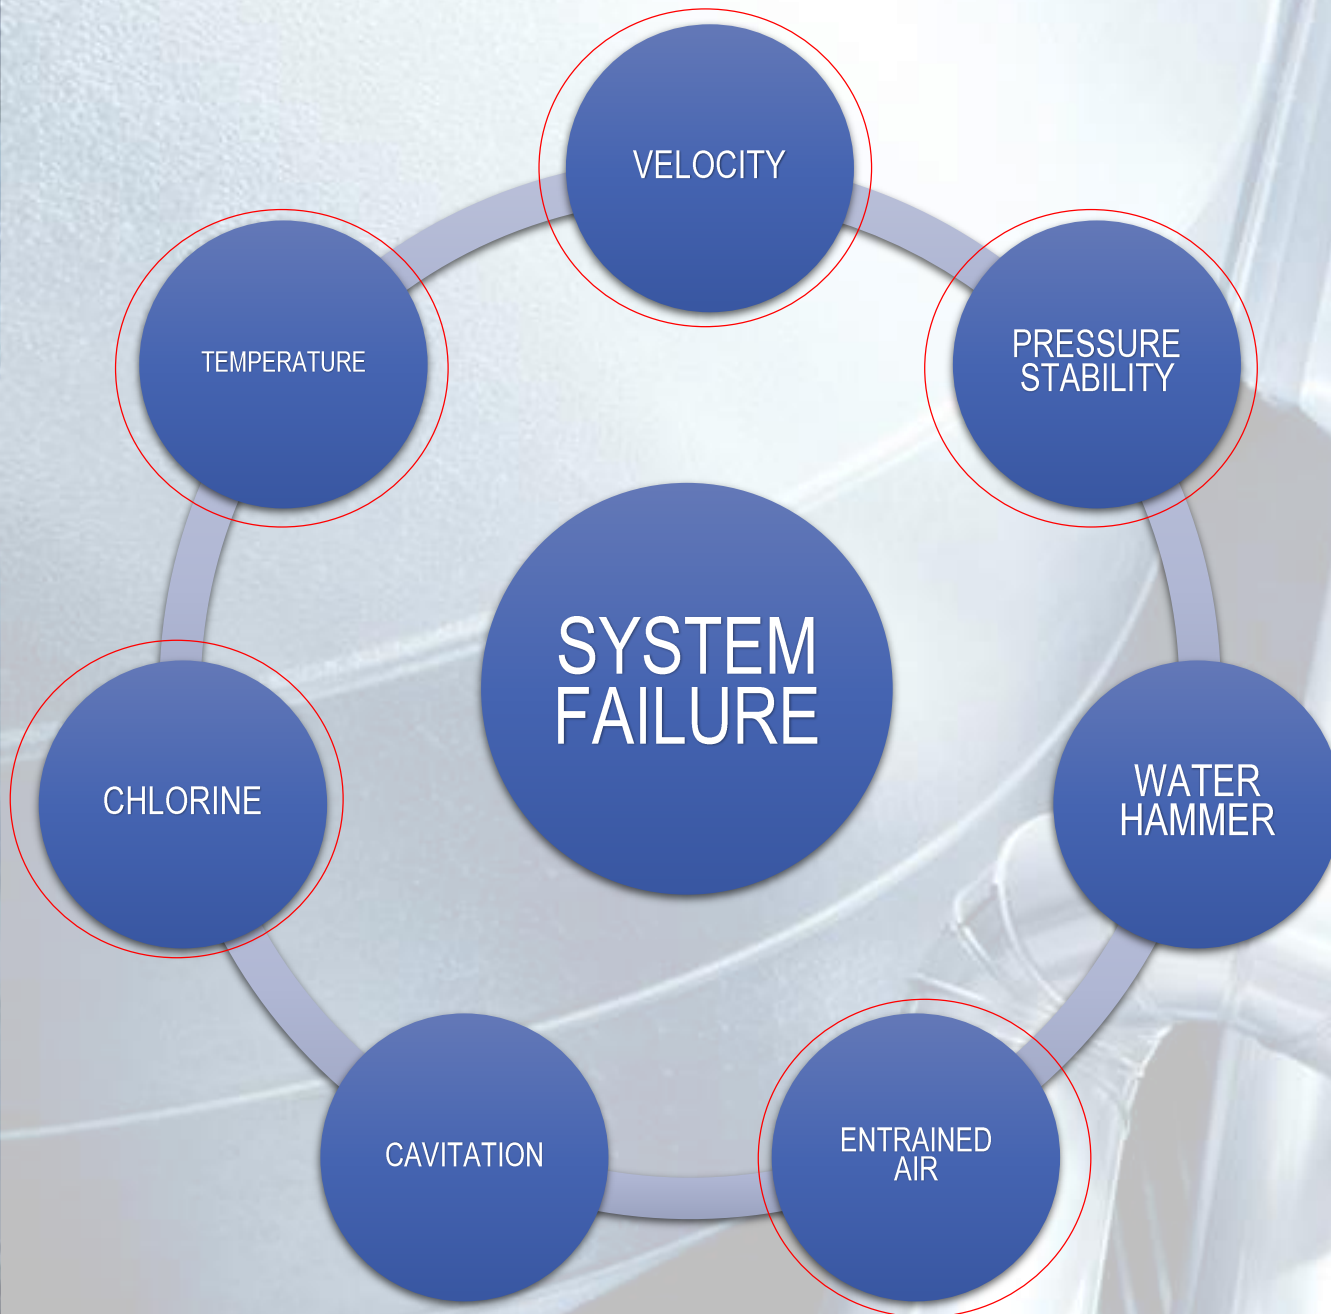 VELOCITY
PRESSURE
STABILITY
WATER
HAMMER
ENTRAINED
AIR
CAVITATION
CHLORINE
TEMPERATURE
SYSTEM
FAILURE